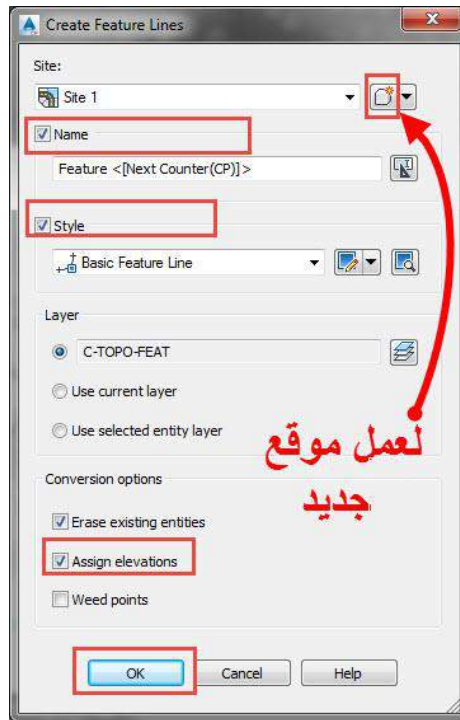 Create Feature Lines
Site:
Site 1
Name
Feature <[Next Counter(CP)]>
Style
Basic Feature Line
Layer
C-TOPO-FEAT
Use current layer
Use selected entity layer
لعمل موقع
جديد
Conversion options
Erase existing entities
Assign elevations
Weed points
OK Cancel Help